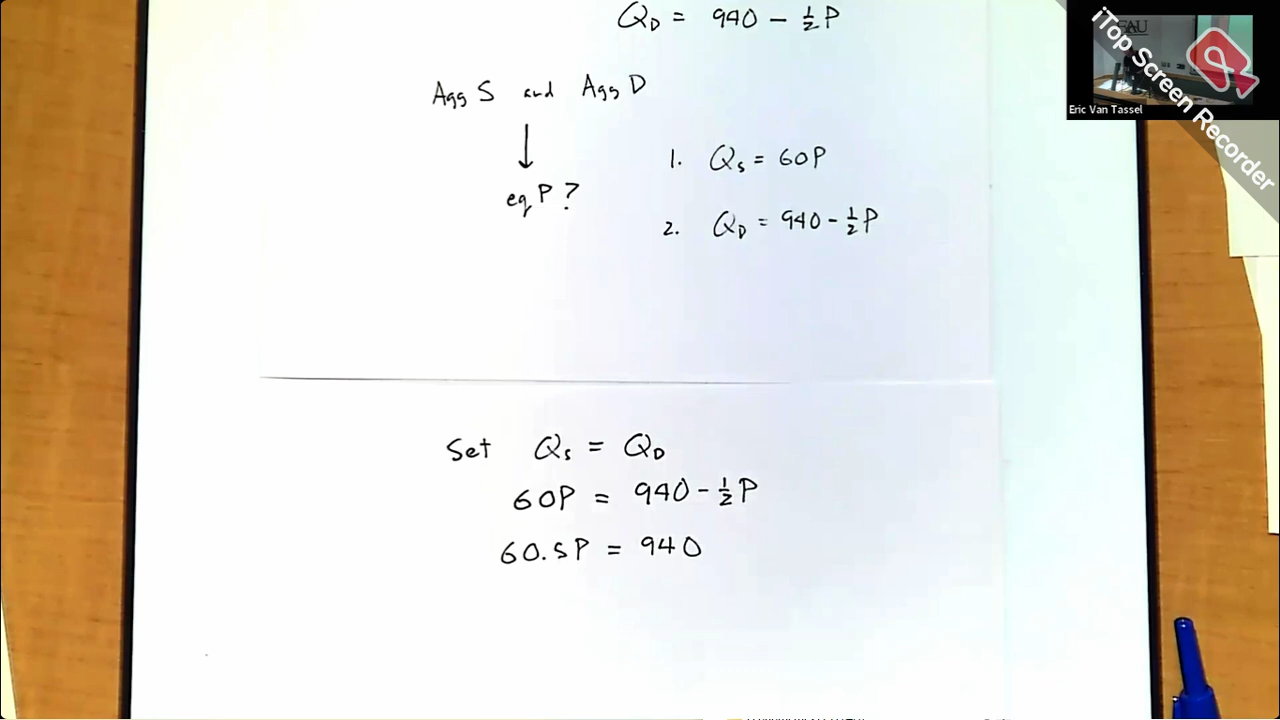 Q_D = 940 - ½P
Agg S and Agg D
↓
eq P?
1. Q_S = 60P
2. Q_D = 940 - ½P
Set Q_S = Q_D
60P = 940 - ½P
60.5P = 940
FAU
Eric Van Tassel
iTop Screen Recorder